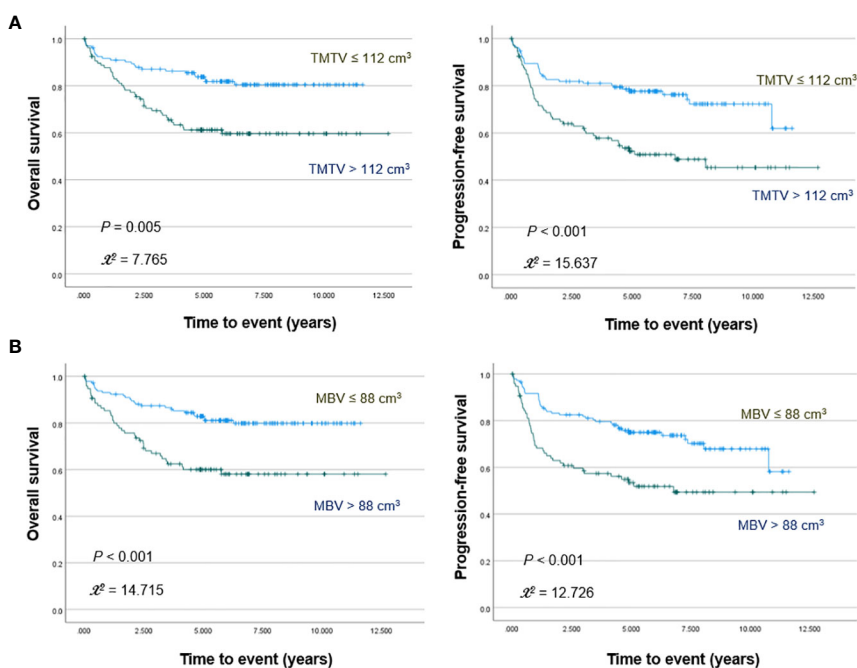 A
Overall survival
1.0
0.8
0.6
0.4
0.2
0.0
TMTV ≤ 112 cm³
TMTV > 112 cm³
P = 0.005
𝒳² = 7.765
.000 2.500 5.000 7.500 10.000 12.500
Time to event (years)
Progression-free survival
1.0
0.8
0.6
0.4
0.2
0.0
TMTV ≤ 112 cm³
TMTV > 112 cm³
P < 0.001
𝒳² = 15.637
.000 2.500 5.000 7.500 10.000 12.500
Time to event (years)
B
Overall survival
1.0
0.8
0.6
0.4
0.2
0.0
MBV ≤ 88 cm³
MBV > 88 cm³
P < 0.001
𝒳² = 14.715
.000 2.500 5.000 7.500 10.000 12.500
Time to event (years)
Progression-free survival
1.0
0.8
0.6
0.4
0.2
0.0
MBV ≤ 88 cm³
MBV > 88 cm³
P < 0.001
𝒳² = 12.726
.000 2.500 5.000 7.500 10.000 12.500
Time to event (years)